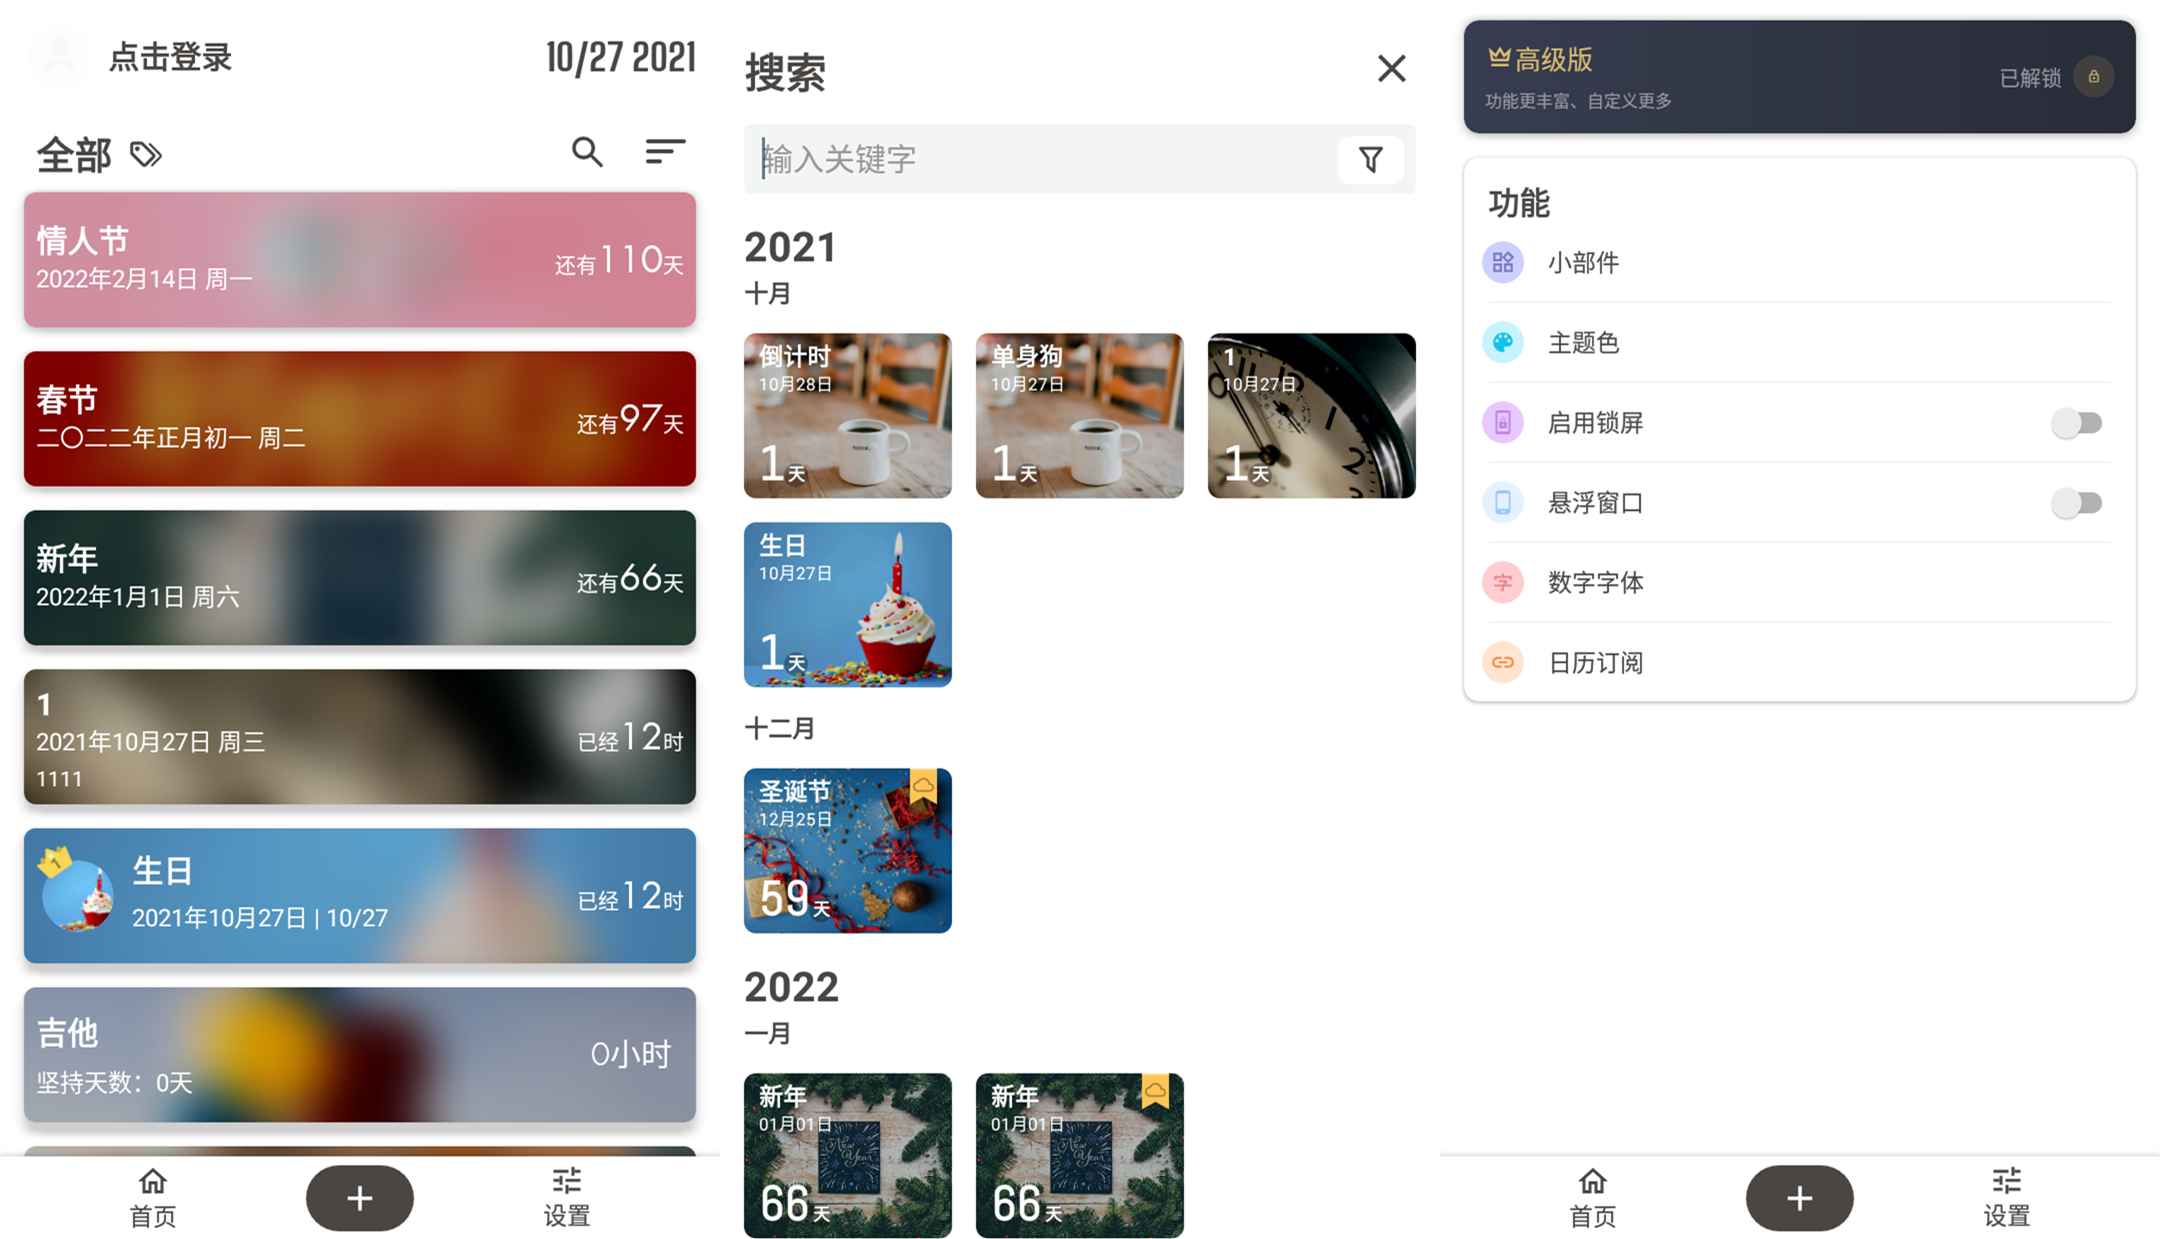 点击登录
10/27 2021
全部
情人节
2022年2月14日 周一
还有110天
春节
二〇二二年正月初一 周二
还有97天
新年
2022年1月1日 周六
还有66天
1
2021年10月27日 周三
1111
已经12时
1
生日
2021年10月27日 | 10/27
已经12时
吉他
坚持天数：0天
0小时
首页
设置
搜索
输入关键字
2021
十月
倒计时
10月28日
1天
单身狗
10月27日
1天
1
10月27日
1天
生日
10月27日
1天
十二月
圣诞节
12月25日
59天
2022
一月
新年
01月01日
New Year
66天
新年
01月01日
New Year
66天
高级版
功能更丰富、自定义更多
已解锁
功能
小部件
主题色
启用锁屏
悬浮窗口
字
数字字体
日历订阅
首页
设置